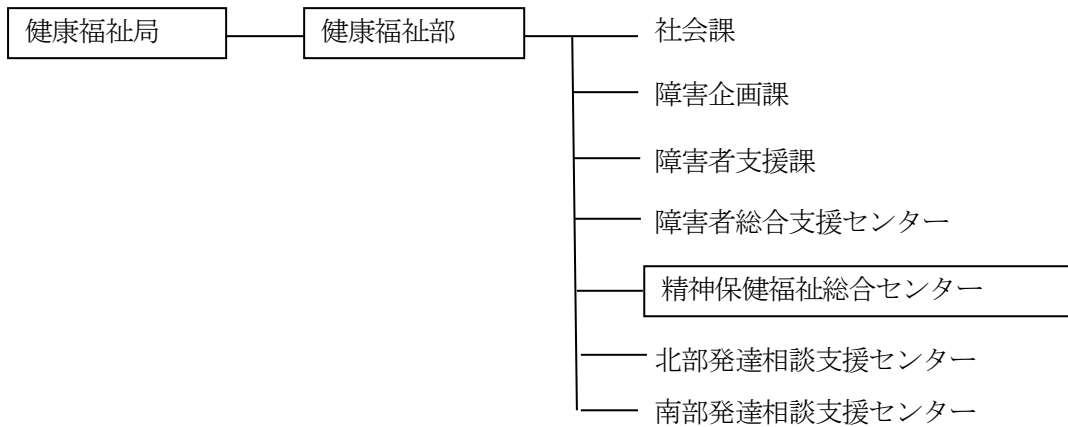 健康福祉局
健康福祉部
社会課
障害企画課
障害者支援課
障害者総合支援センター
精神保健福祉総合センター
北部発達相談支援センター
南部発達相談支援センター